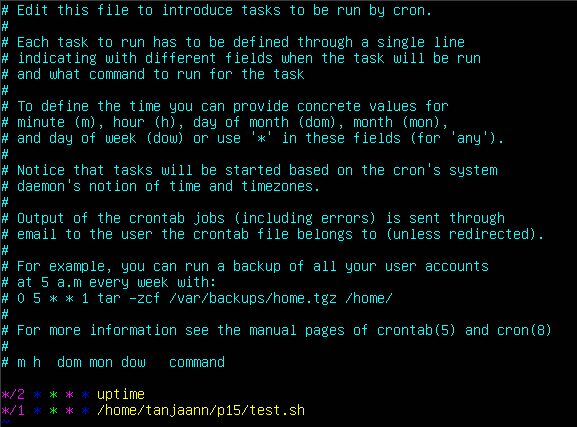 # Edit this file to introduce tasks to be run by cron.
#
# Each task to run has to be defined through a single line
# indicating with different fields when the task will be run
# and what command to run for the task
#
# To define the time you can provide concrete values for
# minute (m), hour (h), day of month (dom), month (mon),
# and day of week (dow) or use '*' in these fields (for 'any').
#
# Notice that tasks will be started based on the cron's system
# daemon's notion of time and timezones.
#
# Output of the crontab jobs (including errors) is sent through
# email to the user the crontab file belongs to (unless redirected).
#
# For example, you can run a backup of all your user accounts
# at 5 a.m every week with:
# 0 5 * * 1 tar -zcf /var/backups/home.tgz /home/
#
# For more information see the manual pages of crontab(5) and cron(8)
#
# m h  dom mon dow   command

*/2 * * * * uptime
*/1 * * * * /home/tanjaann/p15/test.sh
~